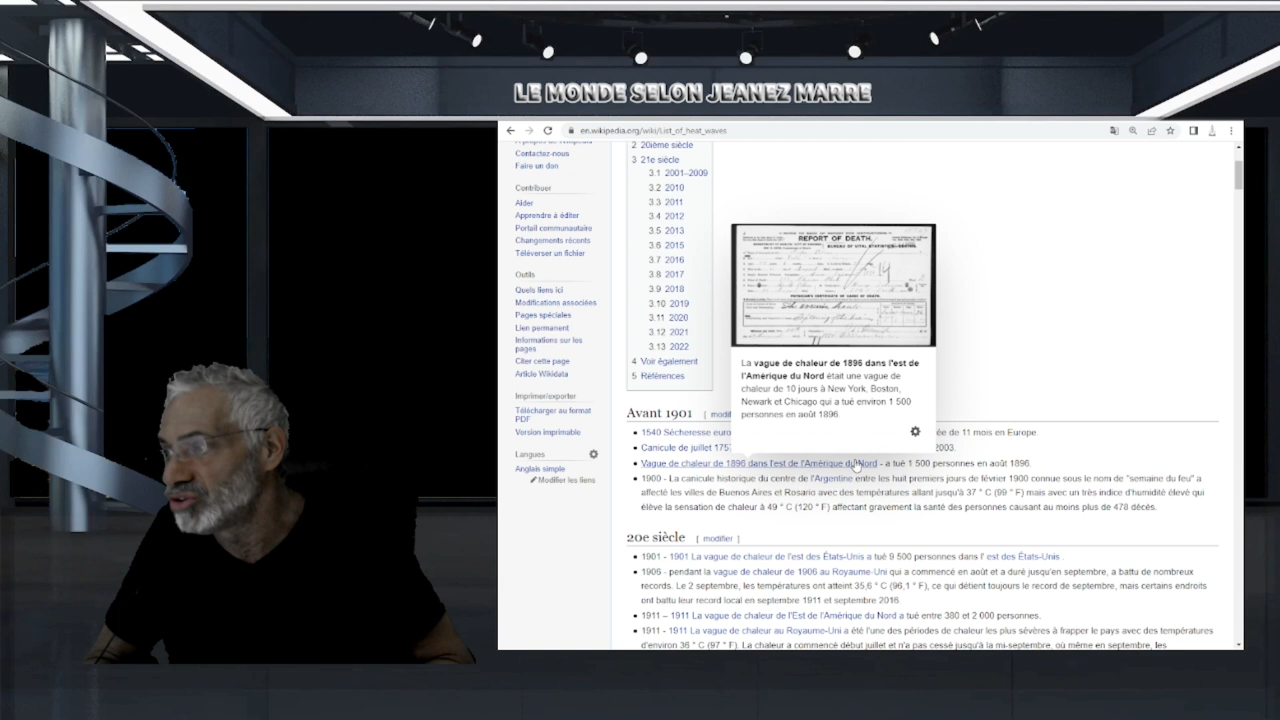 LE MONDE SELON JEANEZ MARRE
en.wikipedia.org/wiki/List_of_heat_waves
Contactez-nous
Faire un don
Contribuer
Aider
Apprendre à éditer
Portail communautaire
Changements récents
Téléverser un fichier
Outils
Quels liens ici
Modifications associées
Pages spéciales
Lien permanent
Informations sur les
pages
Citer cette page
Article Wikidata
Imprimer/exporter
Télécharger au format
PDF
Version imprimable
Langues
Anglais simple
Modifier les liens
2 20ième siècle
3 21e siècle
3.1 2001–2009
3.2 2010
3.3 2011
3.4 2012
3.5 2013
3.6 2015
3.7 2016
3.8 2017
3.9 2018
3.10 2019
3.11 2020
3.12 2021
3.13 2022
4 Voir également
5 Références
REPORT OF DEATH.
La vague de chaleur de 1896 dans l'est de
l'Amérique du Nord était une vague de
chaleur de 10 jours à New York, Boston,
Newark et Chicago qui a tué environ 1 500
personnes en août 1896
Avant 1901 [ modif
1540 Sécheresse euro ée de 11 mois en Europe
Canicule de juillet 175 2003.
Vague de chaleur de 1896 dans l'est de l'Amérique du Nord - a tué 1 500 personnes en août 1896.
1900 - La canicule historique du centre de l'Argentine entre les huit premiers jours de février 1900 connue sous le nom de "semaine du feu" a
affecté les villes de Buenos Aires et Rosario avec des températures allant jusqu'à 37 ° C (99 ° F) mais avec un très indice d'humidité élevé qui
élève la sensation de chaleur à 49 ° C (120 ° F) affectant gravement la santé des personnes causant au moins plus de 478 décès.
20e siècle [ modifier ]
1901 - 1901 La vague de chaleur de l'est des États-Unis a tué 9 500 personnes dans l' est des États-Unis .
1906 - pendant la vague de chaleur de 1906 au Royaume-Uni qui a commencé en août et a duré jusqu'en septembre, a battu de nombreux
records. Le 2 septembre, les températures ont atteint 35,6 ° C (96,1 ° F), ce qui détient toujours le record de septembre, mais certains endroits
ont battu leur record local en septembre 1911 et septembre 2016.
1911 – 1911 La vague de chaleur de l'Est de l'Amérique du Nord a tué entre 380 et 2 000 personnes.
1911 - 1911 La vague de chaleur au Royaume-Uni a été l'une des périodes de chaleur les plus sévères à frapper le pays avec des températures
d'environ 36 ° C (97 ° F). La chaleur a commencé début juillet et n'a pas cessé jusqu'à la mi-septembre, où même en septembre, les